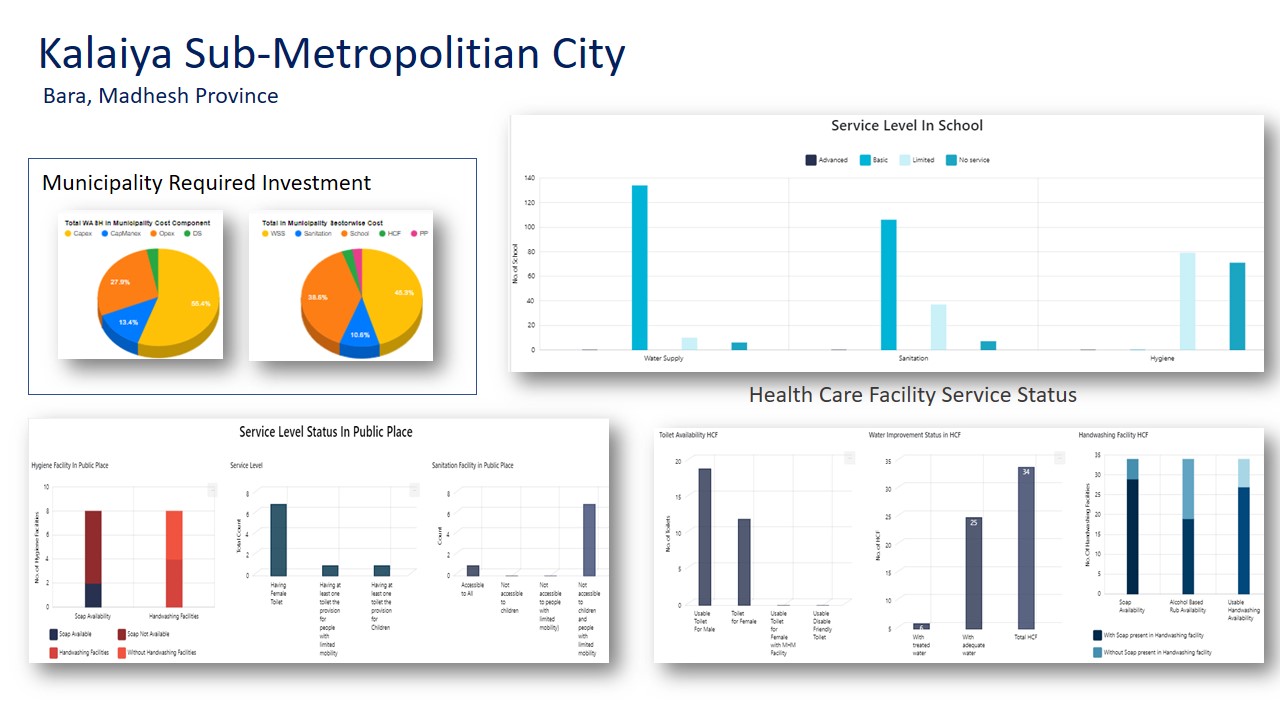 Kalaiya Sub-Metropolitian City
Bara, Madhesh Province
Municipality Required Investment
Total WASH in Municipality Cost Component
Capex CapManex Opex DS
27.9%
13.4%
Total in Municipality Sectorwise Cost
WSS Sanitation School HCF PP
10.6%
Service Level In School
Advanced Basic Limited No service
No. of School
140
120
100
80
60
40
20
0
Water Supply Sanitation Hygiene
Service Level Status In Public Place
Hygiene Facility In Public Place
No. of Hygiene Facilities
10
8
6
4
2
0
Soap Availability Handwashing Facilities
Soap Available Soap Not Available
Handwashing Facilities Without Handwashing Facilities
Service Level
Total Count
8
6
4
2
0
Having
Female
Toilet
Having at
least one
toilet the
provision
for
people
with
limited
mobility
Having at
least one
toilet the
provision
for
Children
Sanitation Facility in Public Place
Count
8
6
4
2
0
Accessible
to All
Not
accessible
to
children
Not
accessible
to people
with
limited
mobility)
Not
accessible
to
children
and
people
with
limited
mobility
Health Care Facility Service Status
Toilet Availability HCF
No. of Toilets
20
15
10
5
0
Usable
Toilet
For Male
Toilet
for Female
Usable
Toilet
for
Female
with MHM
Facility
Usable
Disable
Friendly
Toilet
Water Improvement Status in HCF
No. of HCF
35
30
25
20
15
10
5
6
25
34
With
treated
water
With
adequate
water
Total HCF
Handwashing Facility HCF
No. Of Handwashing Facilities
35
30
25
20
15
10
5
0
Soap
Availability
Alcohol Based
Rub Availability
Usable
Handwashing
Availability
With Soap present in Handwashing facility
Without Soap present in Handwashing facility